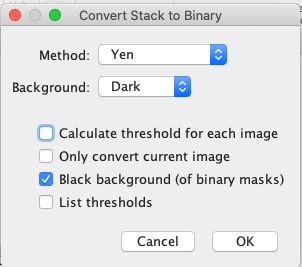 Convert Stack to Binary
Method: Yen
Background: Dark
Calculate threshold for each image
Only convert current image
Black background (of binary masks)
List thresholds
Cancel OK